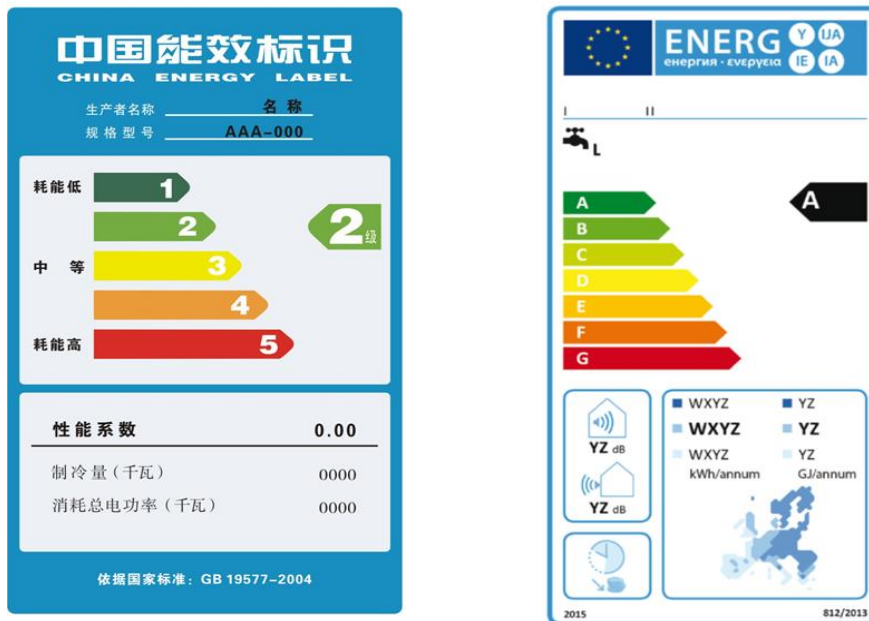 中国能效标识
CHINA ENERGY LABEL
生产者名称 名称
规格型号 AAA-000
耗能低
1
2
2级
中等
3
4
耗能高
5
性能系数 0.00
制冷量（千瓦） 0000
消耗总电功率（千瓦） 0000
依据国家标准：GB 19577-2004
ENERG
енергия · ενεργεια
Y IJA
IE IA
I II
L
A
A
B
C
D
E
F
G
YZ dB
YZ dB
WXYZ YZ
WXYZ YZ
WXYZ YZ
kWh/annum GJ/annum
2015 812/2013